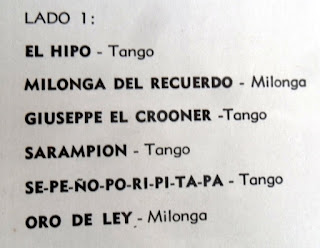 LADO 1:
EL HIPO - Tango
MILONGA DEL RECUERDO - Milonga
GIUSEPPE EL CROONER -Tango
SARAMPION - Tango
SE-PE-ÑO-PO-RI-PI-TA-PA - Tango
ORO DE LEY - Milonga